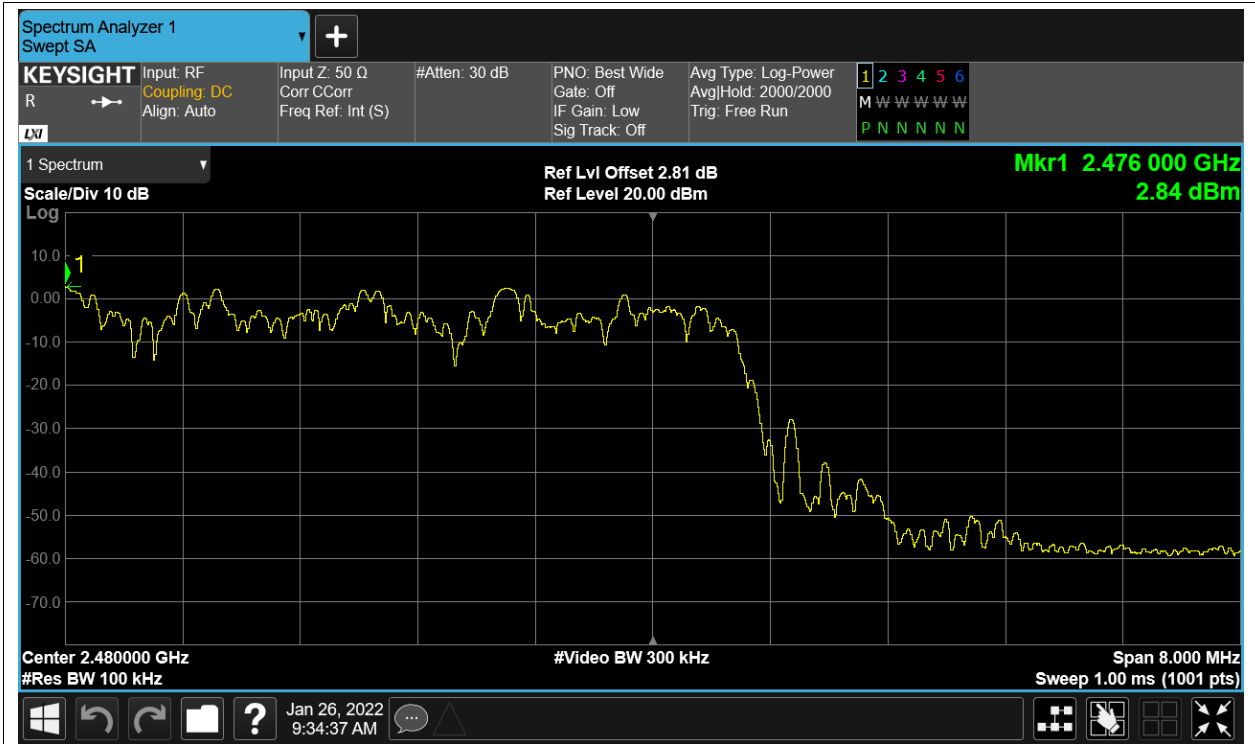 Spectrum Analyzer 1
Swept SA
KEYSIGHT
R
LXI
Input: RF
Coupling: DC
Align: Auto
Input Z: 50 Ω
Corr CCorr
Freq Ref: Int (S)
#Atten: 30 dB
PNO: Best Wide
Gate: Off
IF Gain: Low
Sig Track: Off
Avg Type: Log-Power
Avg|Hold: 2000/2000
Trig: Free Run
1 2 3 4 5 6
M W W W W W
P N N N N N
1 Spectrum
Scale/Div 10 dB
Ref Lvl Offset 2.81 dB
Ref Level 20.00 dBm
Mkr1 2.476 000 GHz
2.84 dBm
Log
10.0
1
0.00
-10.0
-20.0
-30.0
-40.0
-50.0
-60.0
-70.0
Center 2.480000 GHz
#Video BW 300 kHz
Span 8.000 MHz
#Res BW 100 kHz
Sweep 1.00 ms (1001 pts)
?
Jan 26, 2022
9:34:37 AM